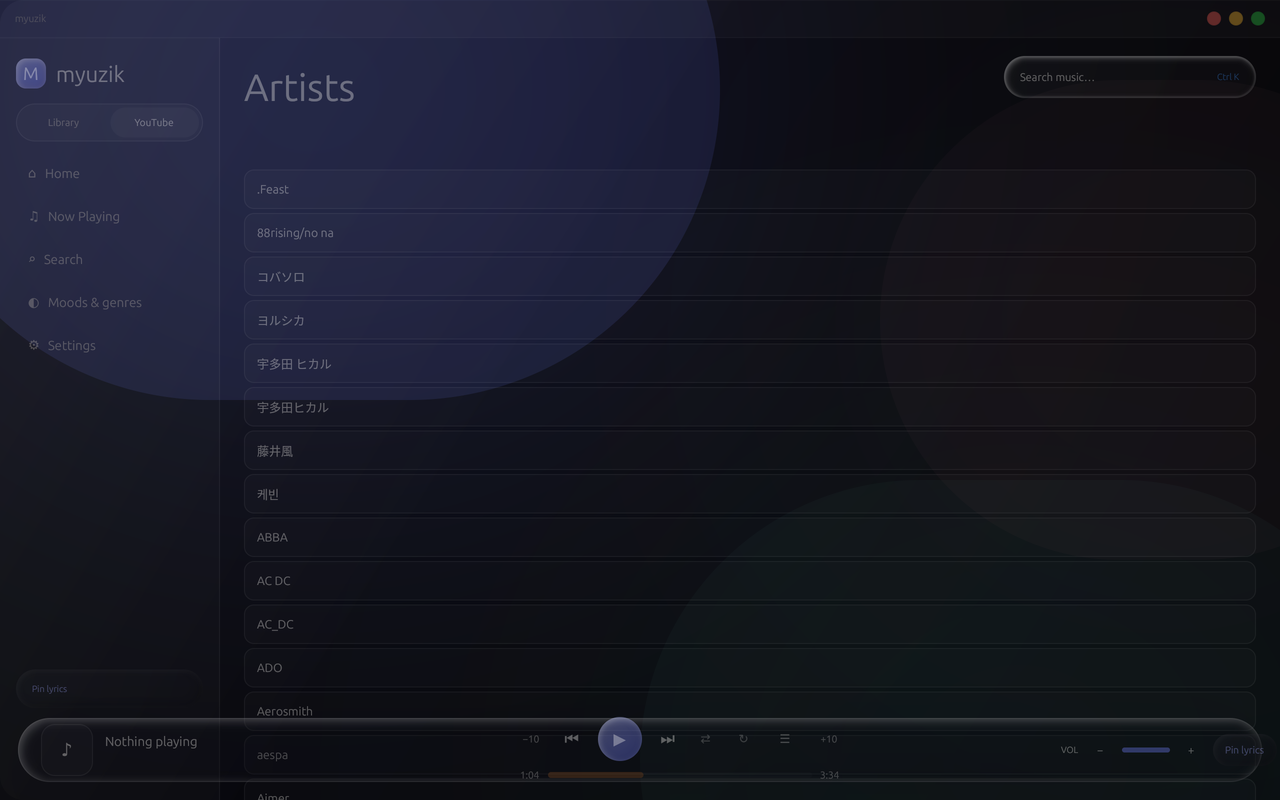 myuzik
M myuzik
Library YouTube
Home
Now Playing
Search
Moods & genres
Settings
Pin lyrics
Artists
Search music... Ctrl K
.Feast
88rising/no na
コバソロ
ヨルシカ
宇多田 ヒカル
宇多田ヒカル
藤井風
케빈
ABBA
AC DC
AC_DC
ADO
Aerosmith
aespa
Aimer
Nothing playing
−10 +10
1:04 3:34
VOL − +
Pin lyrics